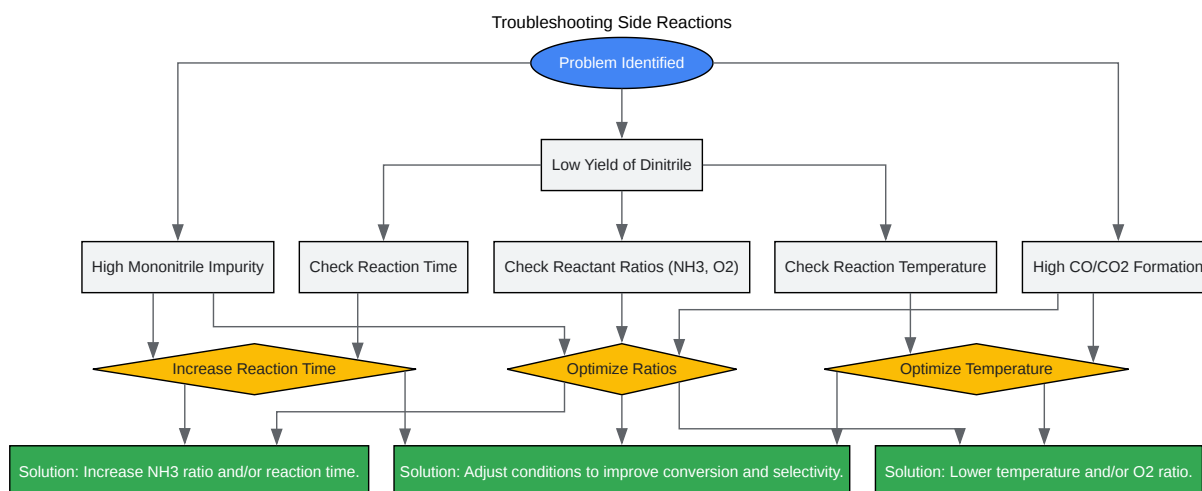 Troubleshooting Side Reactions
Problem Identified
Low Yield of Dinitrile
High Mononitrile Impurity
Check Reaction Time
Check Reactant Ratios (NH3, O2)
Check Reaction Temperature
High CO/CO2 Formation
Increase Reaction Time
Optimize Ratios
Optimize Temperature
Solution: Increase NH3 ratio and/or reaction time.
Solution: Adjust conditions to improve conversion and selectivity.
Solution: Lower temperature and/or O2 ratio.